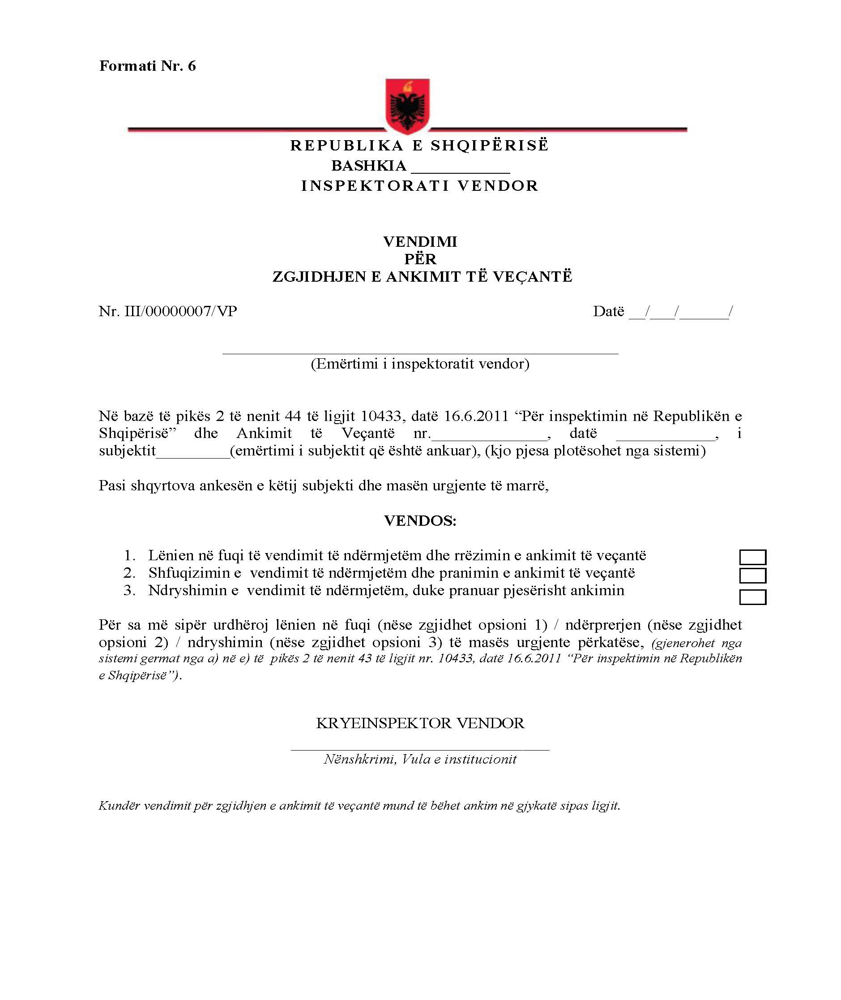 Formati Nr. 6
REPUBLIKA E SHQIPËRISË
BASHKIA ____________
INSPEKTORATI VENDOR
VENDIMI
PËR
ZGJIDHJEN E ANKIMIT TË VEÇANTË
Nr. III/00000007/VP Datë __/___/______/
________________________________________________
(Emërtimi i inspektoratit vendor)
Në bazë të pikës 2 të nenit 44 të ligjit 10433, datë 16.6.2011 “Për inspektimin në Republikën e
Shqipërisë” dhe Ankimit të Veçantë nr.______________, datë ____________, i
subjektit_________(emërtimi i subjektit që është ankuar), (kjo pjesa plotësohet nga sistemi)
Pasi shqyrtova ankesën e këtij subjekti dhe masën urgjente të marrë,
VENDOS:
1. Lënien në fuqi të vendimit të ndërmjetëm dhe rrëzimin e ankimit të veçantë
2. Shfuqizimin e vendimit të ndërmjetëm dhe pranimin e ankimit të veçantë
3. Ndryshimin e vendimit të ndërmjetëm, duke pranuar pjesërisht ankimin
Për sa më sipër urdhëroj lënien në fuqi (nëse zgjidhet opsioni 1) / ndërprerjen (nëse zgjidhet
opsioni 2) / ndryshimin (nëse zgjidhet opsioni 3) të masës urgjente përkatëse, (gjenerohet nga
sistemi germat nga a) në e) të pikës 2 të nenit 43 të ligjit nr. 10433, datë 16.6.2011 “Për inspektimin në Republikën
e Shqipërisë”).
KRYEINSPEKTOR VENDOR
_______________________________
Nënshkrimi, Vula e institucionit
Kundër vendimit për zgjidhjen e ankimit të veçantë mund të bëhet ankim në gjykatë sipas ligjit.